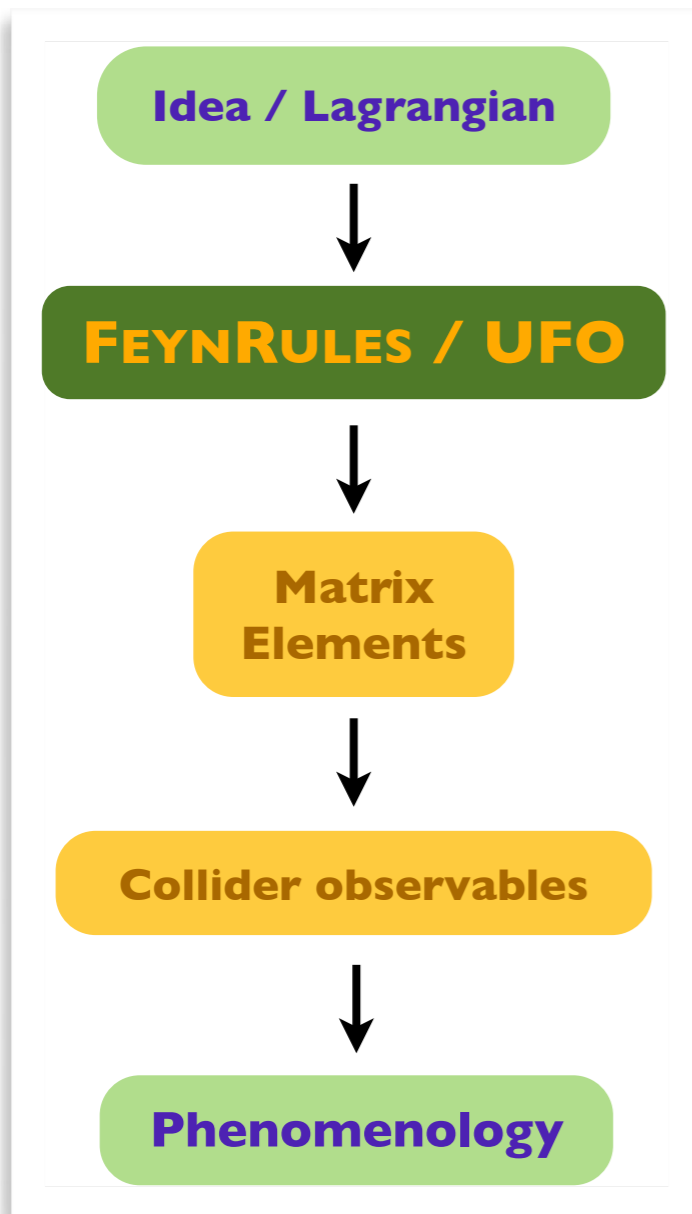 Idea / Lagrangian
FEYNRULES / UFO
Matrix
Elements
Collider observables
Phenomenology